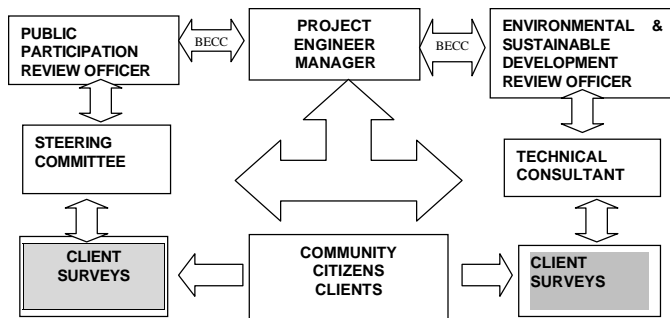 PUBLIC
PARTICIPATION
REVIEW OFFICER
BECC
PROJECT
ENGINEER
MANAGER
BECC
ENVIRONMENTAL &
SUSTAINABLE
DEVELOPMENT
REVIEW OFFICER
STEERING
COMMITTEE
TECHNICAL
CONSULTANT
CLIENT
SURVEYS
COMMUNITY
CITIZENS
CLIENTS
CLIENT
SURVEYS